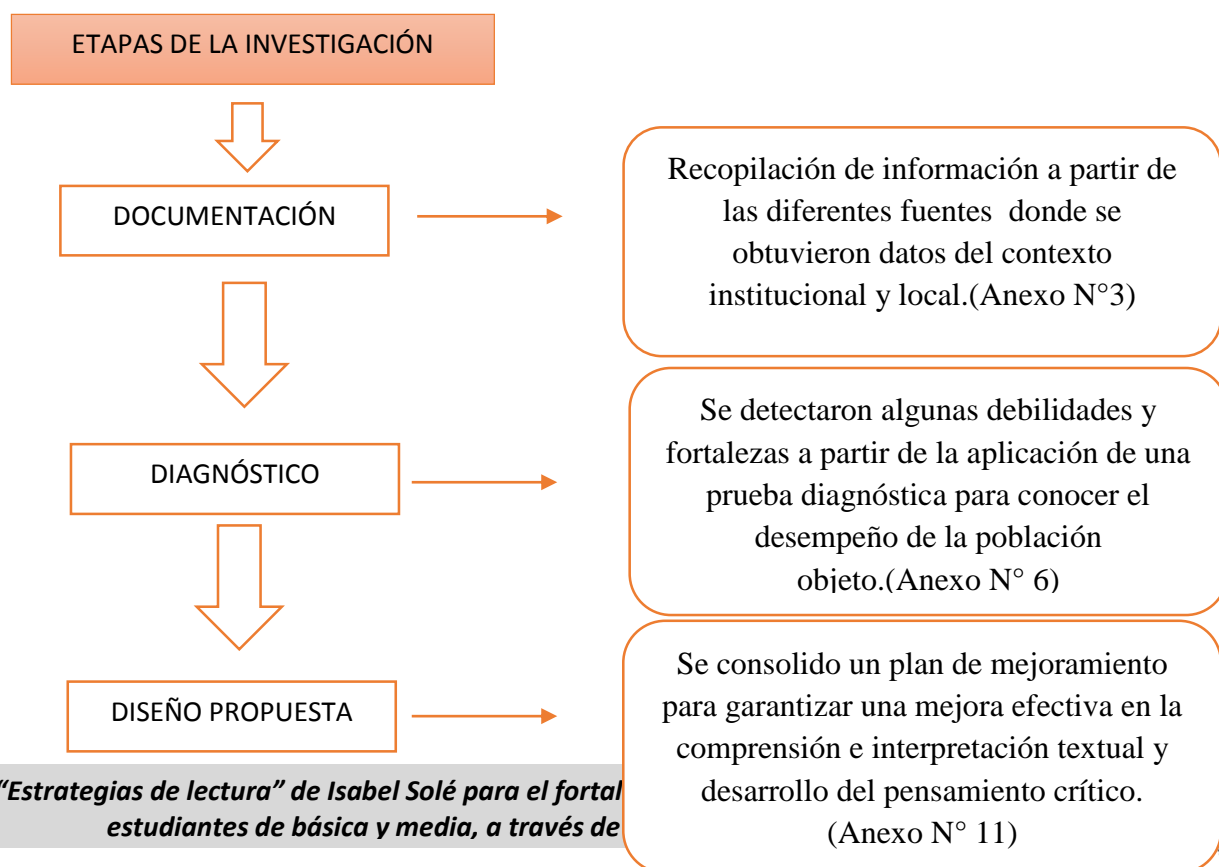 ETAPAS DE LA INVESTIGACIÓN
DOCUMENTACIÓN
Recopilación de información a partir de
las diferentes fuentes donde se
obtuvieron datos del contexto
institucional y local.(Anexo N°3)
DIAGNÓSTICO
Se detectaron algunas debilidades y
fortalezas a partir de la aplicación de una
prueba diagnóstica para conocer el
desempeño de la población
objeto.(Anexo N° 6)
DISEÑO PROPUESTA
Se consolido un plan de mejoramiento
para garantizar una mejora efectiva en la
comprensión e interpretación textual y
desarrollo del pensamiento crítico.
(Anexo N° 11)
“Estrategias de lectura” de Isabel Solé para el
estudiantes de básica y media, a través de